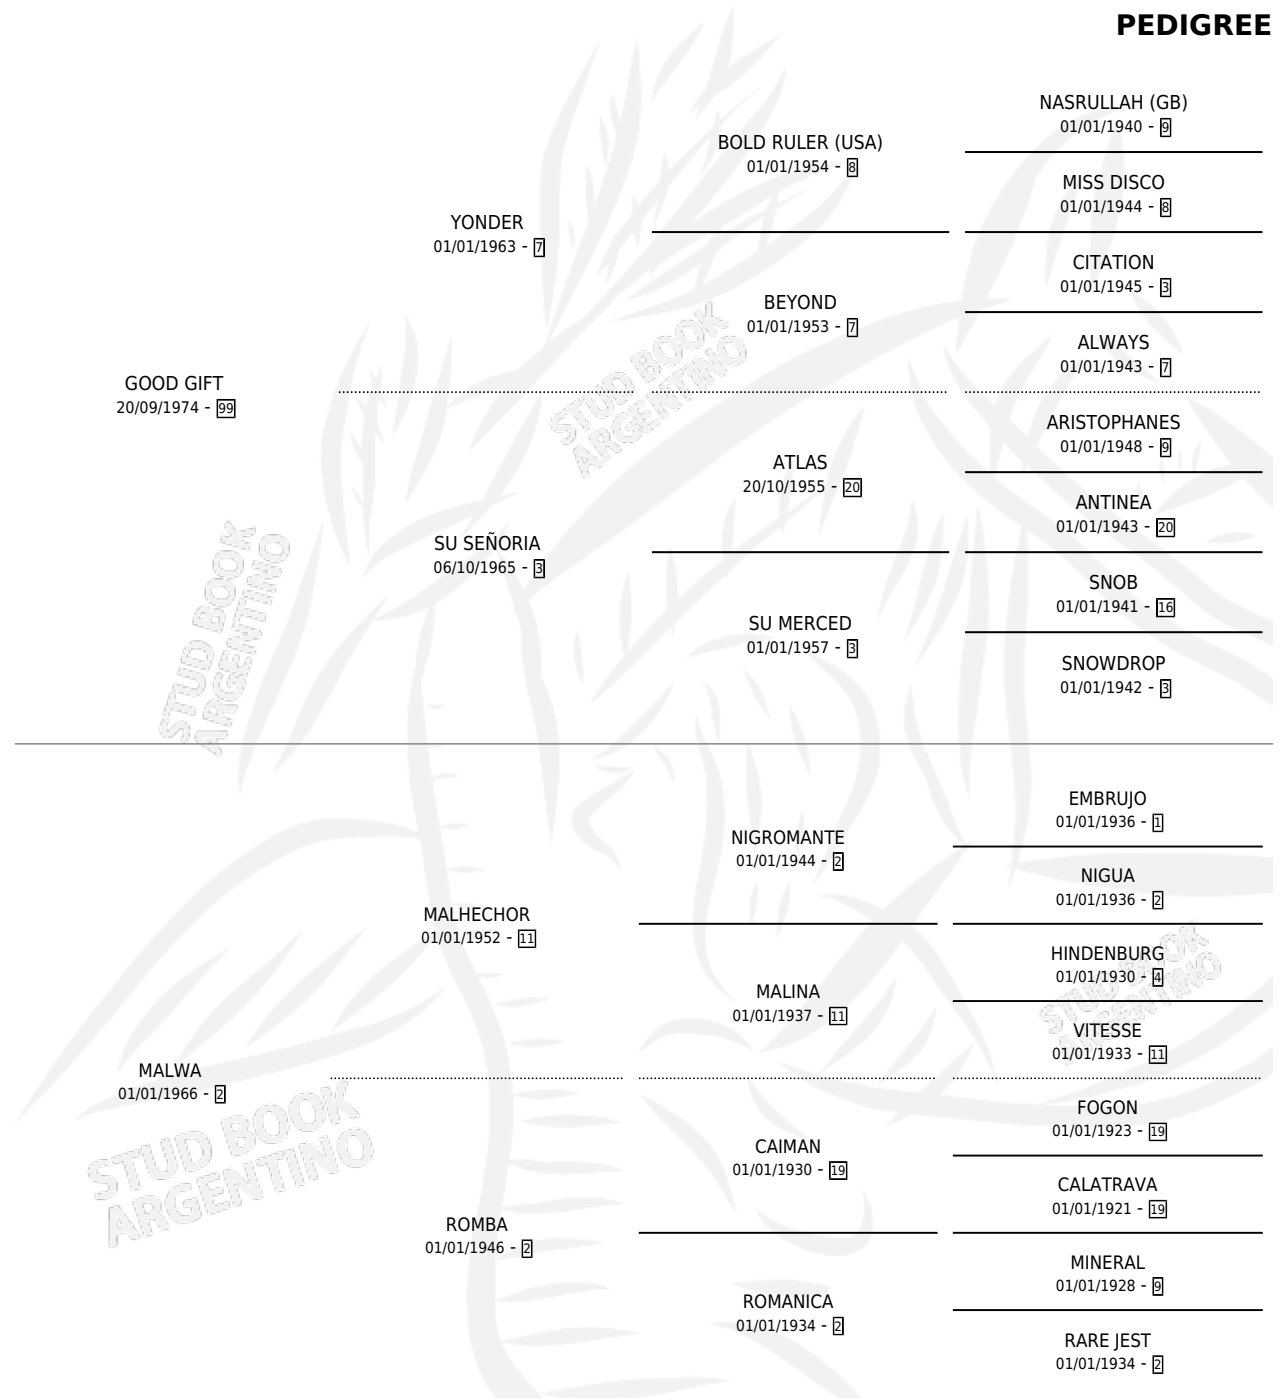 PEDIGREE
NASRULLAH (GB)
01/01/1940 - 9
BOLD RULER (USA)
01/01/1954 - 8
MISS DISCO
01/01/1944 - 8
YONDER
01/01/1963 - 7
CITATION
01/01/1945 - 3
BEYOND
01/01/1953 - 7
ALWAYS
01/01/1943 - 7
GOOD GIFT
20/09/1974 - 99
ARISTOPHANES
01/01/1948 - 9
ATLAS
20/10/1955 - 20
ANTINEA
01/01/1943 - 20
SU SEÑORIA
06/10/1965 - 3
SNOB
01/01/1941 - 16
SU MERCED
01/01/1957 - 3
SNOWDROP
01/01/1942 - 3
EMBRUJO
01/01/1936 - 1
NIGROMANTE
01/01/1944 - 2
NIGUA
01/01/1936 - 2
MALHECHOR
01/01/1952 - 11
HINDENBURG
01/01/1930 - 4
MALINA
01/01/1937 - 11
VITESSE
01/01/1933 - 11
MALWA
01/01/1966 - 2
FOGON
01/01/1923 - 19
CAIMAN
01/01/1930 - 19
CALATRAVA
01/01/1921 - 19
ROMBA
01/01/1946 - 2
MINERAL
01/01/1928 - 9
ROMANICA
01/01/1934 - 2
RARE JEST
01/01/1934 - 2
STUD BOOK
ARGENTINO
STUD BOOK
ARGENTINO
STUD BOOK
ARGENTINO
STUD BOOK
ARGENTINO